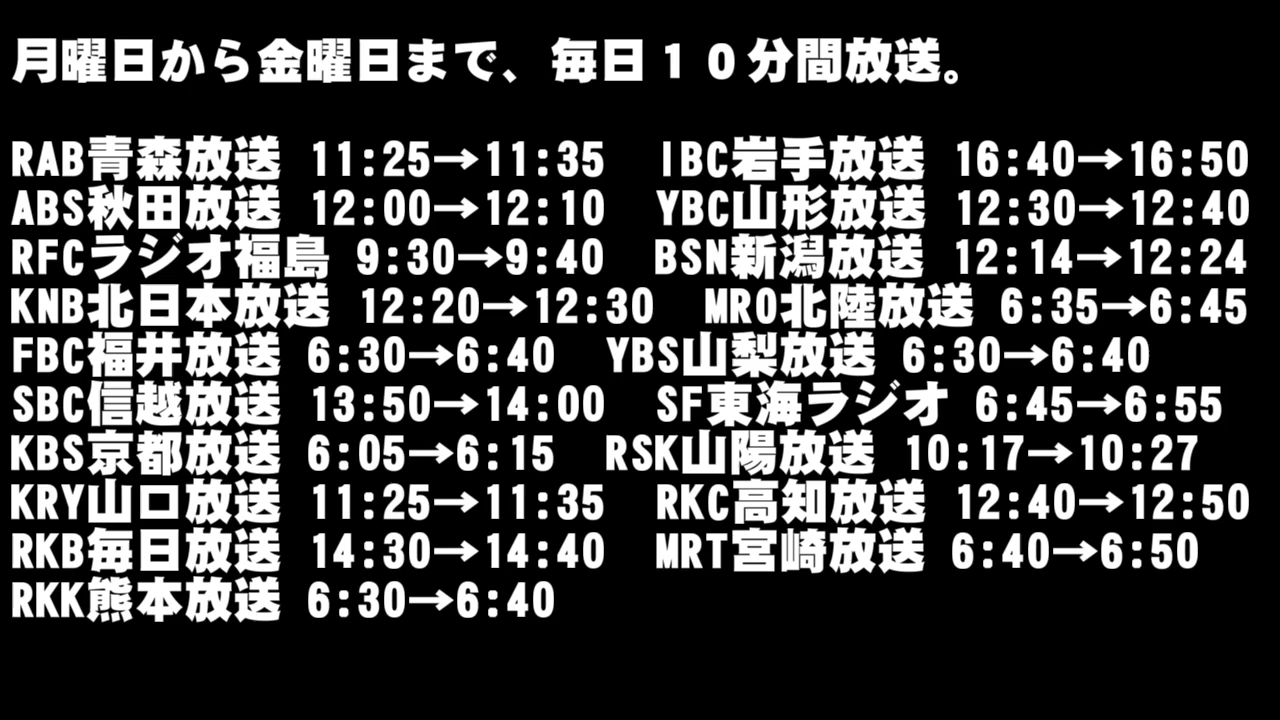 月曜日から金曜日まで、毎日１０分間放送。
RAB青森放送 11:25→11:35 IBC岩手放送 16:40→16:50
ABS秋田放送 12:00→12:10 YBC山形放送 12:30→12:40
RFCラジオ福島 9:30→9:40 BSN新潟放送 12:14→12:24
KNB北日本放送 12:20→12:30 MRO北陸放送 6:35→6:45
FBC福井放送 6:30→6:40 YBS山梨放送 6:30→6:40
SBC信越放送 13:50→14:00 SF東海ラジオ 6:45→6:55
KBS京都放送 6:05→6:15 RSK山陽放送 10:17→10:27
KRY山口放送 11:25→11:35 RKC高知放送 12:40→12:50
RKB毎日放送 14:30→14:40 MRT宮崎放送 6:40→6:50
RKK熊本放送 6:30→6:40